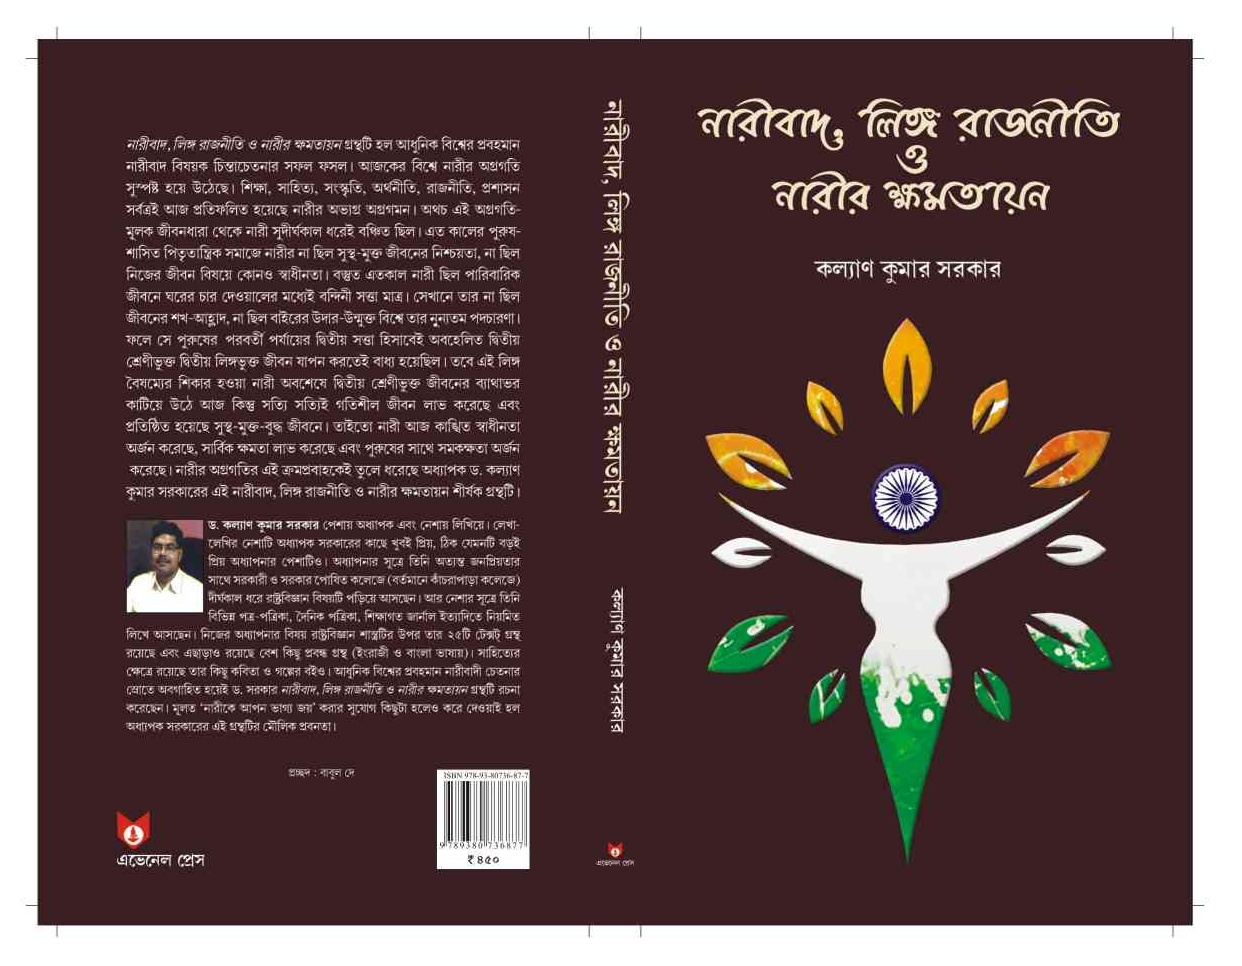 নারীবাদ, লিঙ্গ রাজনীতি ও নারীর ক্ষমতায়ন গ্রন্থটি হল আধুনিক বিশ্বের প্রবহমান
নারীবাদ বিষয়ক চিন্তাচেতনার সফল ফসল। আজকের বিশ্বে নারীর অগ্রগতি
সুস্পষ্ট হয়ে উঠেছে। শিক্ষা, সাহিত্য, সংস্কৃতি, অর্থনীতি, রাজনীতি, প্রশাসন
সর্বত্রই আজ প্রতিফলিত হয়েছে নারীর অভ্যগ্র অগ্রগমন। অথচ এই অগ্রগতি-
মূলক জীবনধারা থেকে নারী সুদীর্ঘকাল ধরেই বঞ্চিত ছিল। এত কালের পুরুষ-
শাসিত পিতৃতান্ত্রিক সমাজে নারীর না ছিল সুস্থ-মুক্ত জীবনের নিশ্চয়তা, না ছিল
নিজের জীবন বিষয়ে কোনও স্বাধীনতা। বস্তুত এতকাল নারী ছিল পারিবারিক
জীবনে ঘরের চার দেওয়ালের মধ্যেই বন্দিনী সত্তা মাত্র। সেখানে তার না ছিল
জীবনের শখ-আহ্লাদ, না ছিল বাইরের উদার-উন্মুক্ত বিশ্বে তার নুন্যতম পদচারণা।
ফলে সে পুরুষের পরবর্তী পর্যায়ের দ্বিতীয় সত্তা হিসাবেই অবহেলিত দ্বিতীয়
শ্রেণীভুক্ত দ্বিতীয় লিঙ্গভুক্ত জীবন যাপন করতেই বাধ্য হয়েছিল। তবে এই লিঙ্গ
বৈষম্যের শিকার হওয়া নারী অবশেষে দ্বিতীয় শ্রেণীভুক্ত জীবনের ব্যাথাভর
কাটিয়ে উঠে আজ কিন্তু সত্যি সত্যিই গতিশীল জীবন লাভ করেছে এবং
প্রতিষ্ঠিত হয়েছে সুস্থ-মুক্ত-বুদ্ধ জীবনে। তাইতো নারী আজ কাঙ্খিত স্বাধীনতা
অর্জন করেছে, সার্বিক ক্ষমতা লাভ করেছে এবং পুরুষের সাথে সমকক্ষতা অর্জন
করেছে। নারীর অগ্রগতির এই ক্রমপ্রবাহকেই তুলে ধরেছে অধ্যাপক ড. কল্যাণ
কুমার সরকারের এই নারীবাদ, লিঙ্গ রাজনীতি ও নারীর ক্ষমতায়ন শীর্ষক গ্রন্থটি।
ড. কল্যাণ কুমার সরকার পেশায় অধ্যাপক এবং নেশায় লিখিয়ে। লেখা-
লেখির নেশাটি অধ্যাপক সরকারের কাছে খুবই প্রিয়, ঠিক যেমনটি বড়ই
প্রিয় অধ্যাপনার পেশাটিও। অধ্যাপনার সূত্রে তিনি অত্যন্ত জনপ্রিয়তার
সাথে সরকারী ও সরকার পোষিত কলেজে (বর্তমানে কাঁচরাপাড়া কলেজে)
দীর্ঘকাল ধরে রাষ্ট্রবিজ্ঞান বিষয়টি পড়িয়ে আসছেন। আর নেশার সূত্রে তিনি
বিভিন্ন পত্র-পত্রিকা, দৈনিক পত্রিকা, শিক্ষাগত জার্নাল ইত্যাদিতে নিয়মিত
লিখে আসছেন। নিজের অধ্যাপনার বিষয় রাষ্ট্রবিজ্ঞান শাস্ত্রটির উপর তার ২৫টি টেক্সট্ গ্রন্থ
রয়েছে এবং এছাড়াও রয়েছে বেশ কিছু প্রবন্ধ গ্রন্থ (ইংরাজী ও বাংলা ভাষায়)। সাহিত্যের
ক্ষেত্রে রয়েছে তার কিছু কবিতা ও গল্পের বইও। আধুনিক বিশ্বের প্রবহমান নারীবাদী চেতনার
স্রোতে অবগাহিত হয়েই ড. সরকার নারীবাদ, লিঙ্গ রাজনীতি ও নারীর ক্ষমতায়ন গ্রন্থটি রচনা
করেছেন। মূলত ‘নারীকে আপন ভাগ্য জয়’ করার সুযোগ কিছুটা হলেও করে দেওয়াই হল
অধ্যাপক সরকারের এই গ্রন্থটির মৌলিক প্রবনতা।
প্রচ্ছদ : বাবুল দে
ISBN 978-93-80736-87-7
9 789380 736877
₹ ৪৫০
এভেনেল প্রেস
নারীবাদ, লিঙ্গ রাজনীতি ও নারীর ক্ষমতায়ন
কল্যাণ কুমার সরকার
এভেনেল প্রেস
নারীবাদ, লিঙ্গ রাজনীতি
ও
নারীর ক্ষমতায়ন
কল্যাণ কুমার সরকার